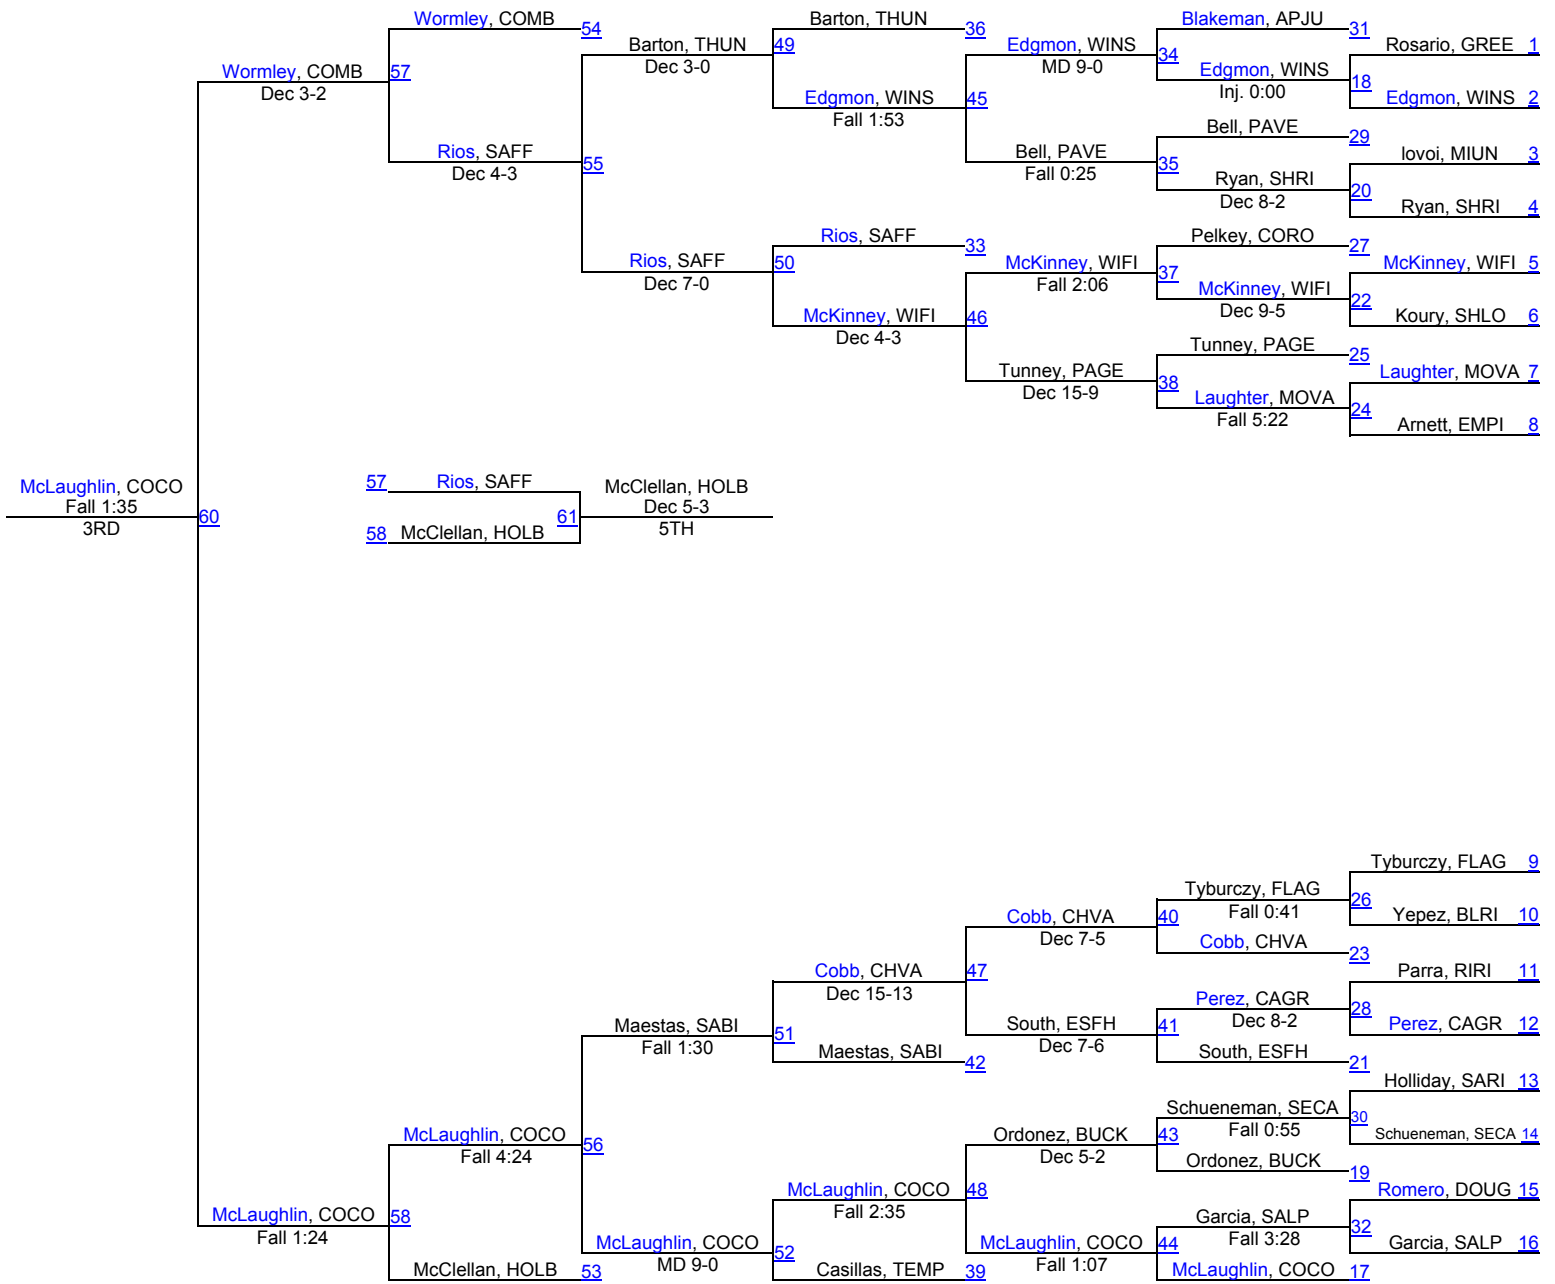 Wormley, COMB 54
Barton, THUN 36
Blakeman, APJU 31
Barton, THUN 49
Dec 3-0
Edgmon, WINS 34
MD 9-0
Rosario, GREE 1
Wormley, COMB 57
Dec 3-2
Edgmon, WINS 18
Inj. 0:00
Edgmon, WINS 45
Fall 1:53
Edgmon, WINS 2
Bell, PAVE 29
Rios, SAFF 55
Dec 4-3
Bell, PAVE 35
Fall 0:25
Iovoi, MIUN 3
Ryan, SHRI 20
Dec 8-2
Ryan, SHRI 4
Rios, SAFF 33
Pelkey, CORO 27
Rios, SAFF 50
Dec 7-0
McKinney, WIFI 37
Fall 2:06
McKinney, WIFI 5
McKinney, WIFI 22
Dec 9-5
McKinney, WIFI 46
Dec 4-3
Koury, SHLO 6
Tunney, PAGE 25
Tunney, PAGE 38
Dec 15-9
Laughter, MOVA 7
Laughter, MOVA 24
Fall 5:22
Arnett, EMPI 8
McLaughlin, COCO
Fall 1:35
3RD
60
57 Rios, SAFF
61
58 McClellan, HOLB
McClellan, HOLB
Dec 5-3
5TH
Tyburczy, FLAG 9
Tyburczy, FLAG 26
Fall 0:41
Cobb, CHVA 40
Dec 7-5
Yepez, BLRI 10
Cobb, CHVA 23
Cobb, CHVA 47
Dec 15-13
Parra, RIRI 11
Perez, CAGR 28
Dec 8-2
Maestas, SABI 51
Fall 1:30
South, ESFH 41
Dec 7-6
Perez, CAGR 12
Maestas, SABI 42
South, ESFH 21
Holliday, SARI 13
Schueneman, SECA 30
Fall 0:55
McLaughlin, COCO 56
Fall 4:24
Ordonez, BUCK 43
Dec 5-2
Schueneman, SECA 14
Ordonez, BUCK 19
McLaughlin, COCO 48
Fall 2:35
Romero, DOUG 15
McLaughlin, COCO 58
Fall 1:24
Garcia, SALP 32
Fall 3:28
McLaughlin, COCO 52
MD 9-0
McLaughlin, COCO 44
Fall 1:07
Garcia, SALP 16
McClellan, HOLB 53
Casillas, TEMP 39
McLaughlin, COCO 17